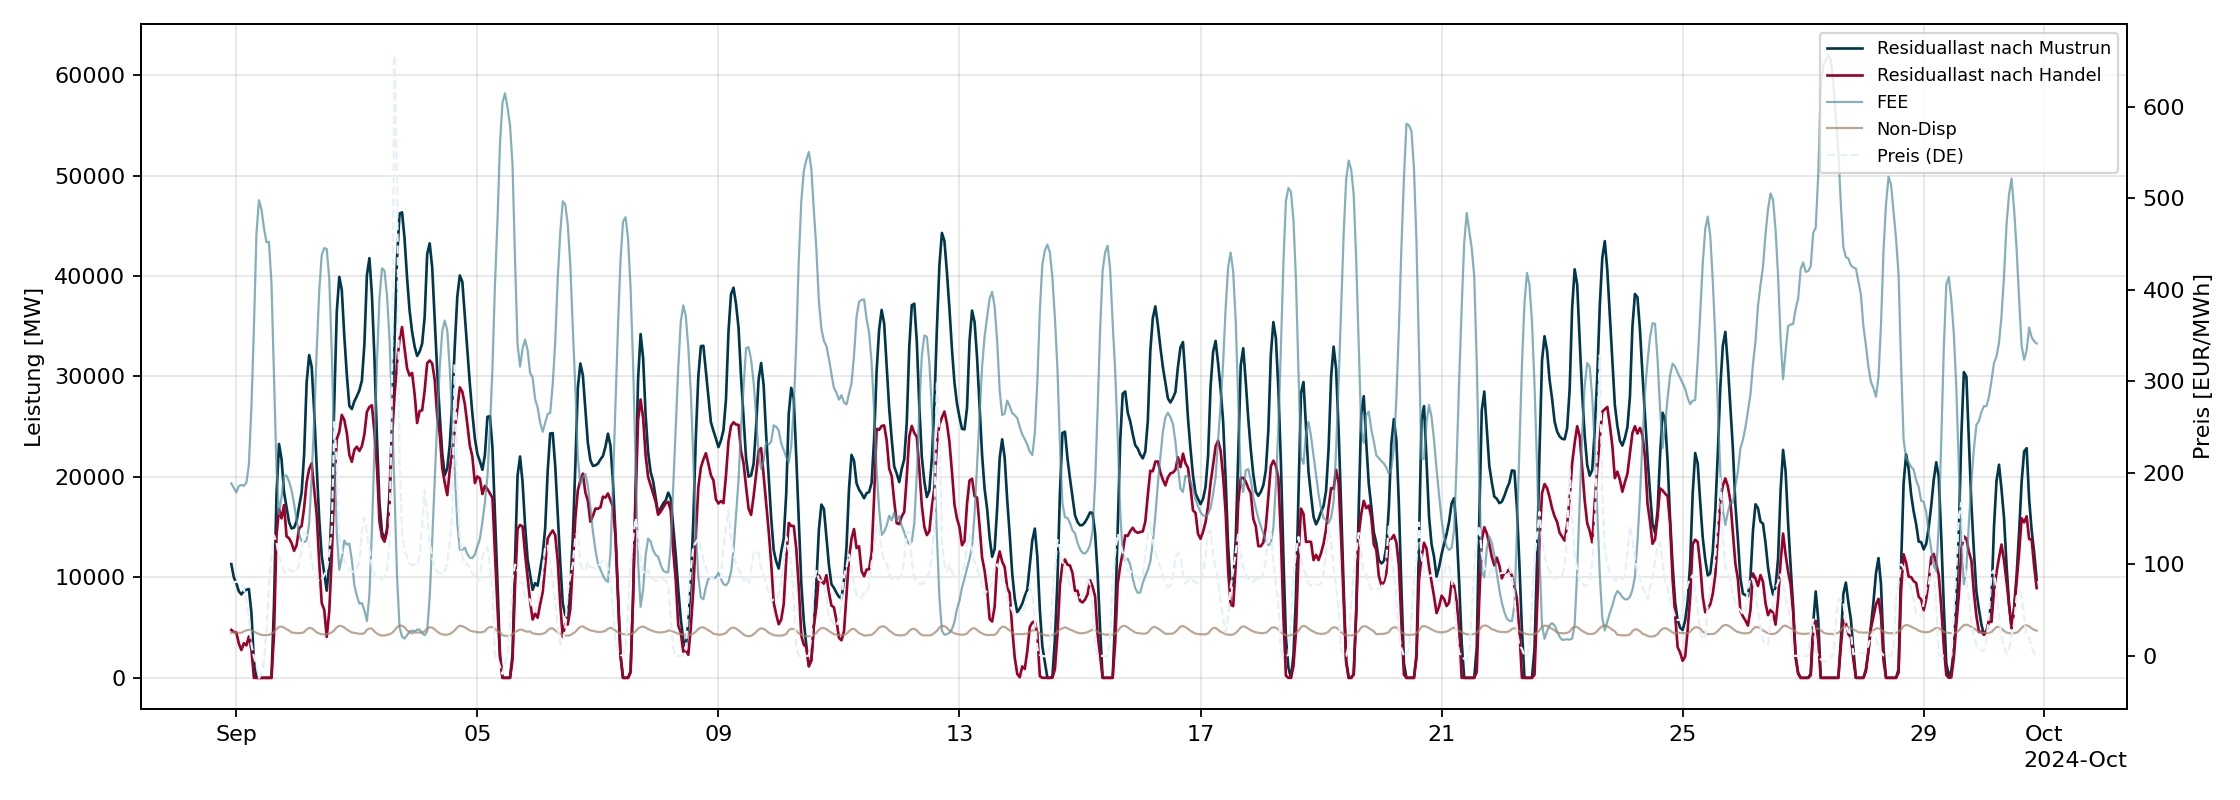 Residuallast nach Mustrun
Residuallast nach Handel
FEE
Non-Disp
Preis (DE)
60000
50000
40000
30000
20000
10000
0
Leistung [MW]
600
500
400
300
200
100
0
Preis [EUR/MWh]
Sep 05 09 13 17 21 25 29 Oct
2024-Oct